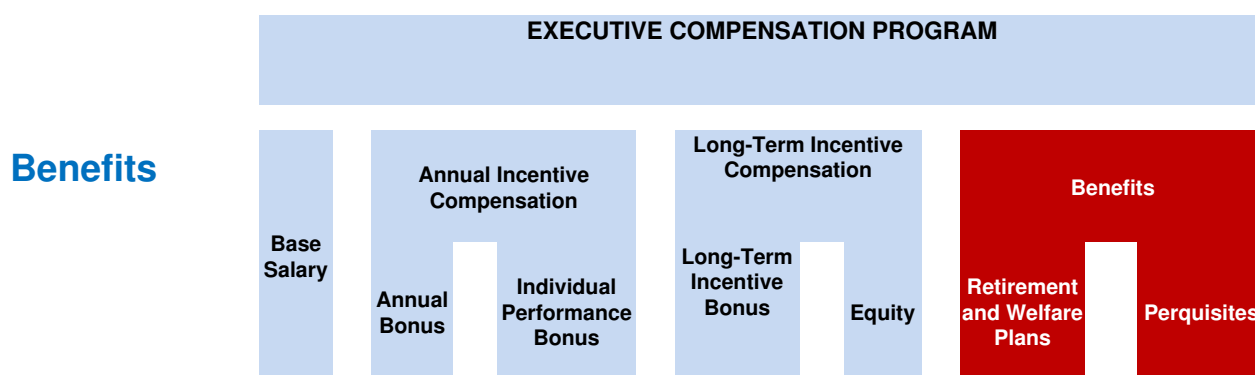 EXECUTIVE COMPENSATION PROGRAM
Benefits
Base
Salary
Annual Incentive
Compensation
Annual
Bonus
Individual
Performance
Bonus
Long-Term Incentive
Compensation
Long-Term
Incentive
Bonus
Equity
Benefits
Retirement
and Welfare
Plans
Perquisites